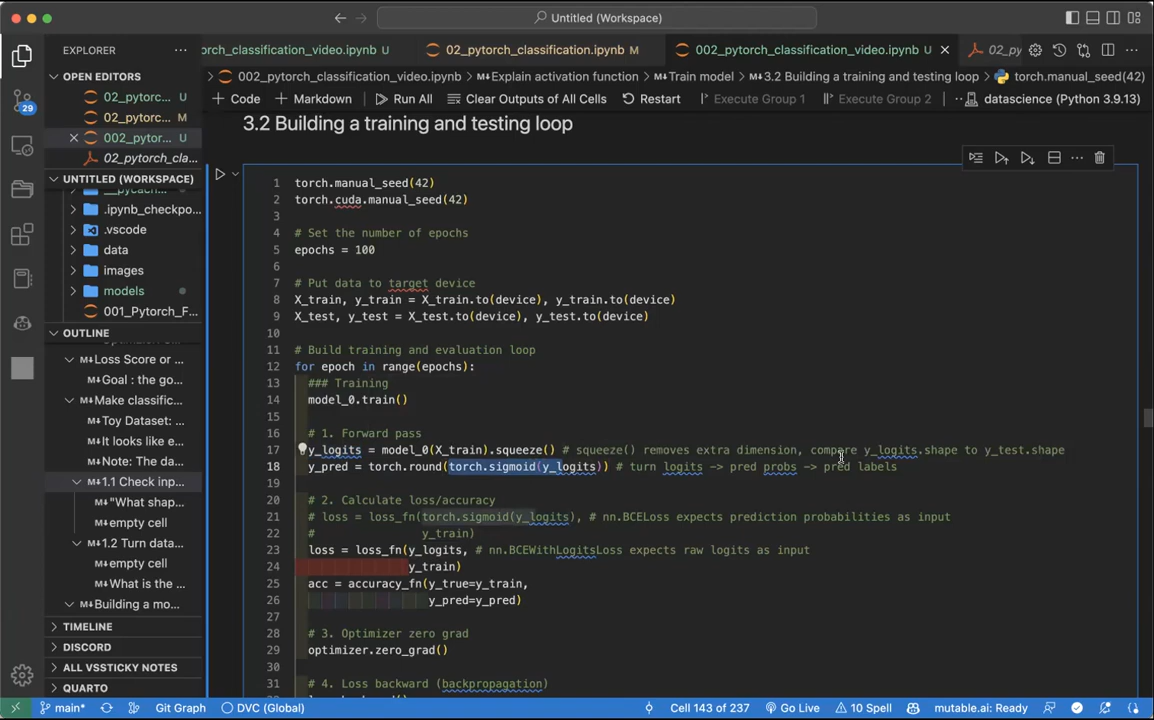 Untitled (Workspace)
EXPLORER
torch_classification_video.ipynb U
02_pytorch_classification.ipynb M
002_pytorch_classification_video.ipynb U
02_py
OPEN EDITORS
02_pytorc... U
02_pytorc... M
002_pytor... U
02_pytorch_cla...
002_pytorch_classification_video.ipynb > M↓Explain activation function > M↓Train model > M↓3.2 Building a training and testing loop > torch.manual_seed(42)
+ Code + Markdown Run All Clear Outputs of All Cells Restart Execute Group 1 Execute Group 2 ... datascience (Python 3.9.13)
UNTITLED (WORKSPACE)
__pycach...
.ipynb_checkpo...
.vscode
data
images
models
001_Pytorch_F...
OUTLINE
Optimizer...
M↓Loss Score or ...
M↓Goal : the go...
M↓Make classific...
M↓Toy Dataset: ...
M↓It looks like e...
M↓Note: The da...
M↓1.1 Check inp...
M↓"What shap...
M↓empty cell
M↓1.2 Turn data...
M↓empty cell
M↓What is the ...
M↓Building a mo...
TIMELINE
DISCORD
ALL VSSTICKY NOTES
QUARTO
3.2 Building a training and testing loop
1 torch.manual_seed(42)
2 torch.cuda.manual_seed(42)
3
4 # Set the number of epochs
5 epochs = 100
6
7 # Put data to target device
8 X_train, y_train = X_train.to(device), y_train.to(device)
9 X_test, y_test = X_test.to(device), y_test.to(device)
10
11 # Build training and evaluation loop
12 for epoch in range(epochs):
13 ### Training
14 model_0.train()
15
16 # 1. Forward pass
17 y_logits = model_0(X_train).squeeze() # squeeze() removes extra dimension, compare y_logits.shape to y_test.shape
18 y_pred = torch.round(torch.sigmoid(y_logits)) # turn logits -> pred probs -> pred labels
19
20 # 2. Calculate loss/accuracy
21 # loss = loss_fn(torch.sigmoid(y_logits), # nn.BCELoss expects prediction probabilities as input
22 # y_train)
23 loss = loss_fn(y_logits, # nn.BCEWithLogitsLoss expects raw logits as input
24 y_train)
25 acc = accuracy_fn(y_true=y_train,
26 y_pred=y_pred)
27
28 # 3. Optimizer zero grad
29 optimizer.zero_grad()
30
31 # 4. Loss backward (backpropagation)
29
main* Git Graph DVC (Global) Cell 143 of 237 Go Live 10 Spell mutable.ai: Ready